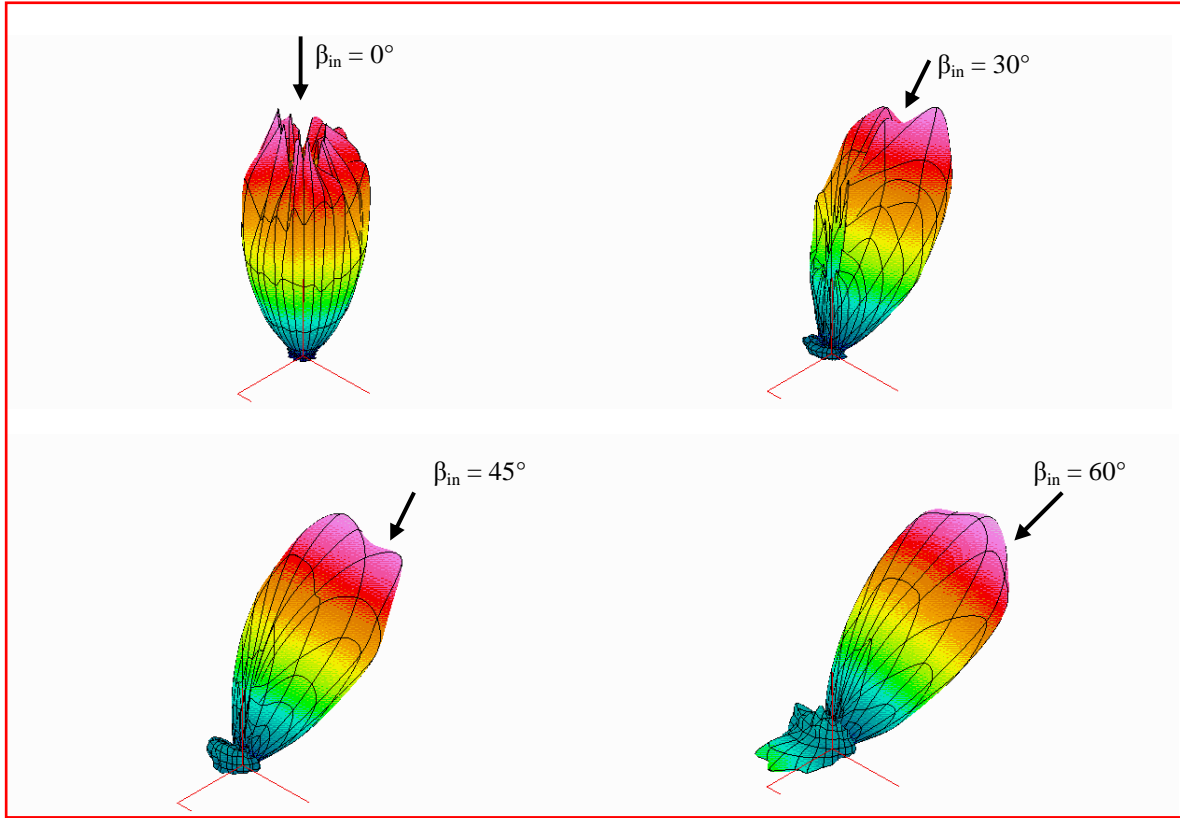 βin = 0°
βin = 30°
βin = 45°
βin = 60°